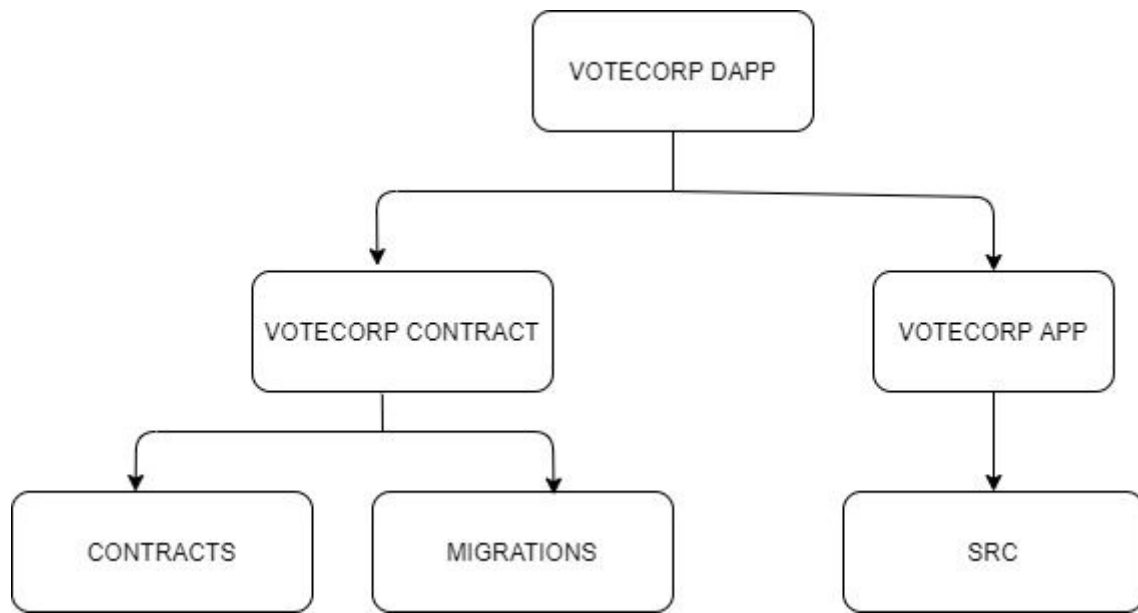 VOTECORP DAPP
VOTECORP CONTRACT
VOTECORP APP
CONTRACTS
MIGRATIONS
SRC